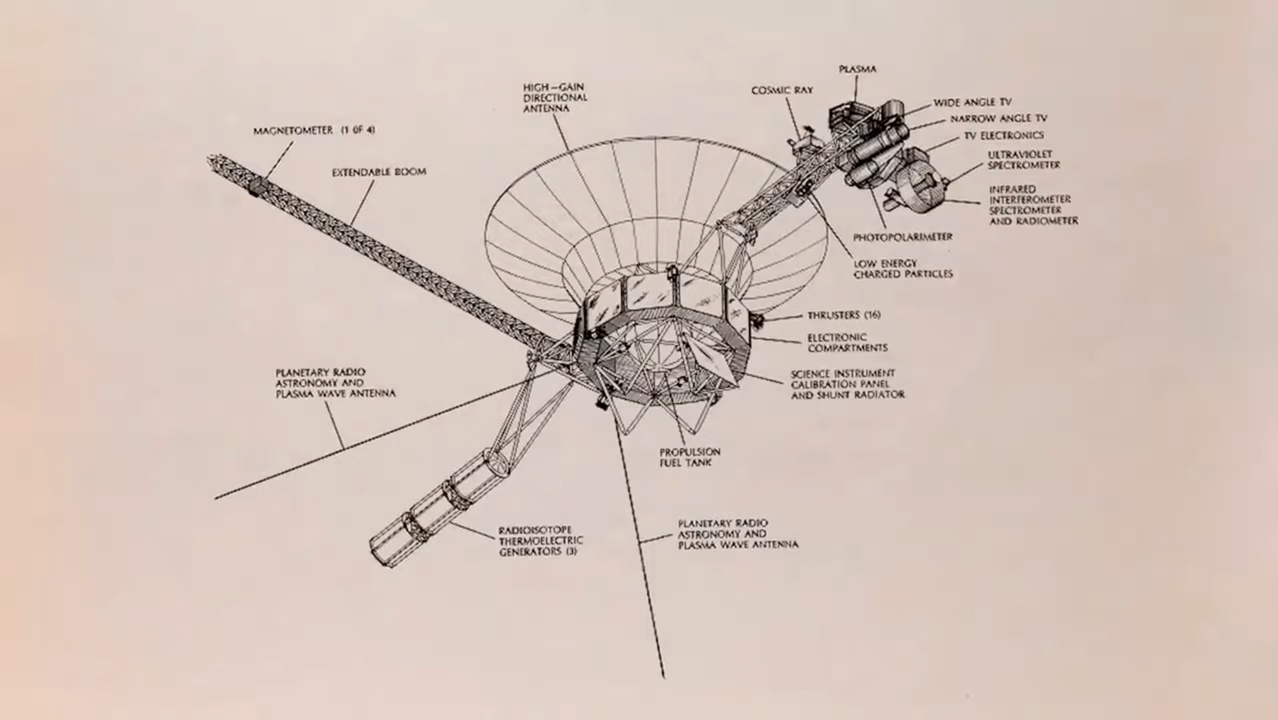 PLASMA
HIGH-GAIN
DIRECTIONAL
ANTENNA
COSMIC RAY
WIDE ANGLE TV
NARROW ANGLE TV
MAGNETOMETER (1 OF 4)
TV ELECTRONICS
EXTENDABLE BOOM
ULTRAVIOLET
SPECTROMETER
INFRARED
INTERFEROMETER
SPECTROMETER
AND RADIOMETER
PHOTOPOLARIMETER
LOW ENERGY
CHARGED PARTICLES
THRUSTERS (16)
ELECTRONIC
COMPARTMENTS
PLANETARY RADIO
ASTRONOMY AND
PLASMA WAVE ANTENNA
SCIENCE INSTRUMENT
CALIBRATION PANEL
AND SHUNT RADIATOR
PROPULSION
FUEL TANK
RADIOISOTOPE
THERMOELECTRIC
GENERATORS (3)
PLANETARY RADIO
ASTRONOMY AND
PLASMA WAVE ANTENNA